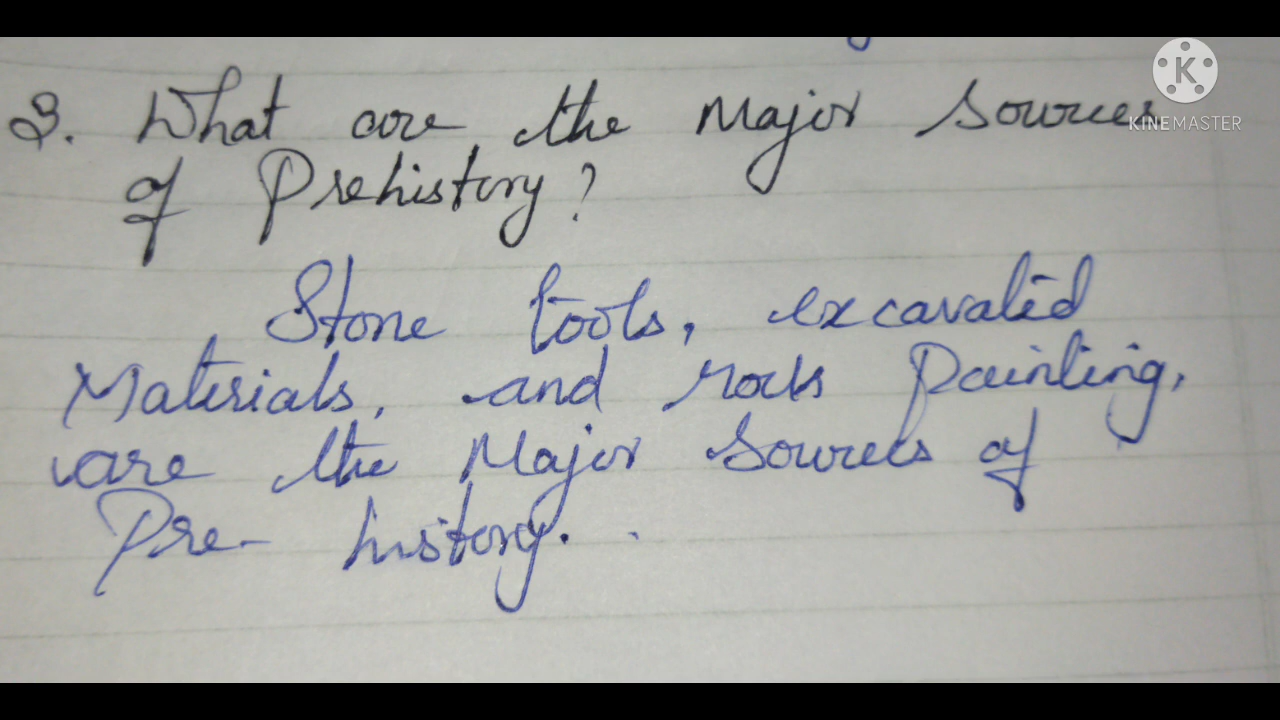 3. What are the Major Sources
KINEMASTER
of Prehistory?
Stone tools, excavated
Materials, and rocks Painting,
are the Major Sources of
Pre- history.